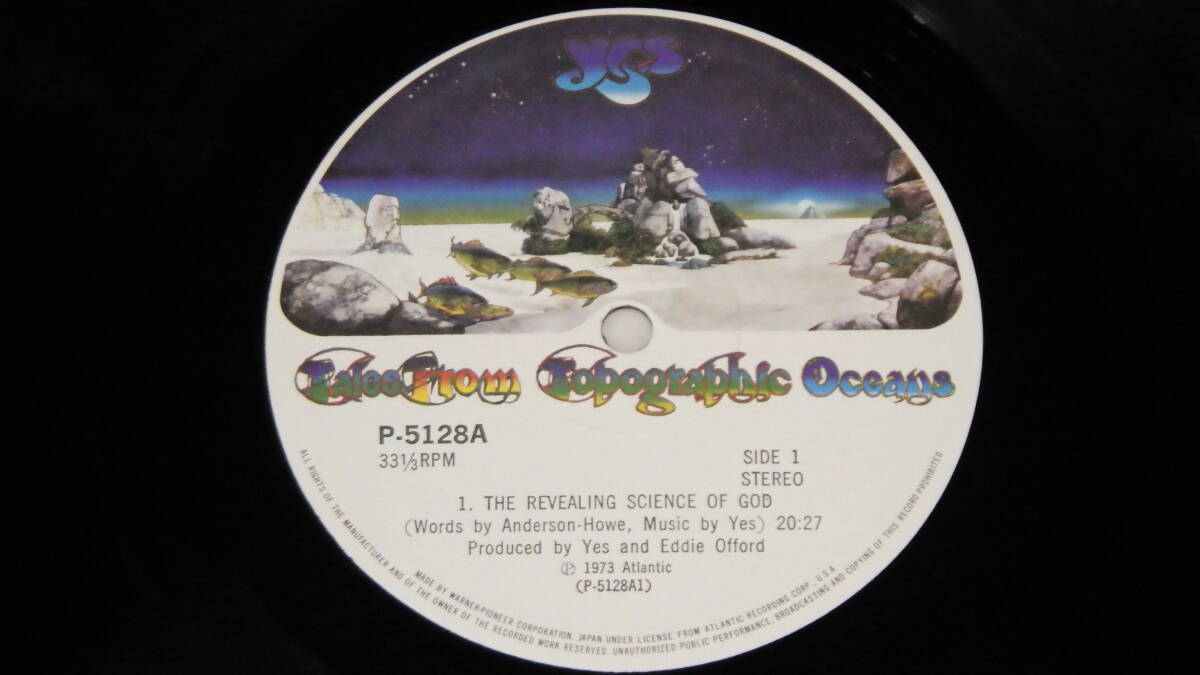 Yes
Tales From Topographic Oceans
P-5128A
33⅓RPM
SIDE 1
STEREO
1. THE REVEALING SCIENCE OF GOD
(Words by Anderson-Howe, Music by Yes) 20:27
Produced by Yes and Eddie Offord
Ⓟ 1973 Atlantic
(P-5128A1)
MADE BY WARNER-PIONEER CORPORATION, JAPAN UNDER LICENSE FROM ATLANTIC RECORDING CORP., U.S.A.
ALL RIGHTS OF THE MANUFACTURER AND OF THE OWNER OF THE RECORDED WORK RESERVED. UNAUTHORIZED PUBLIC PERFORMANCE, BROADCASTING AND COPYING OF THIS RECORD PROHIBITED.